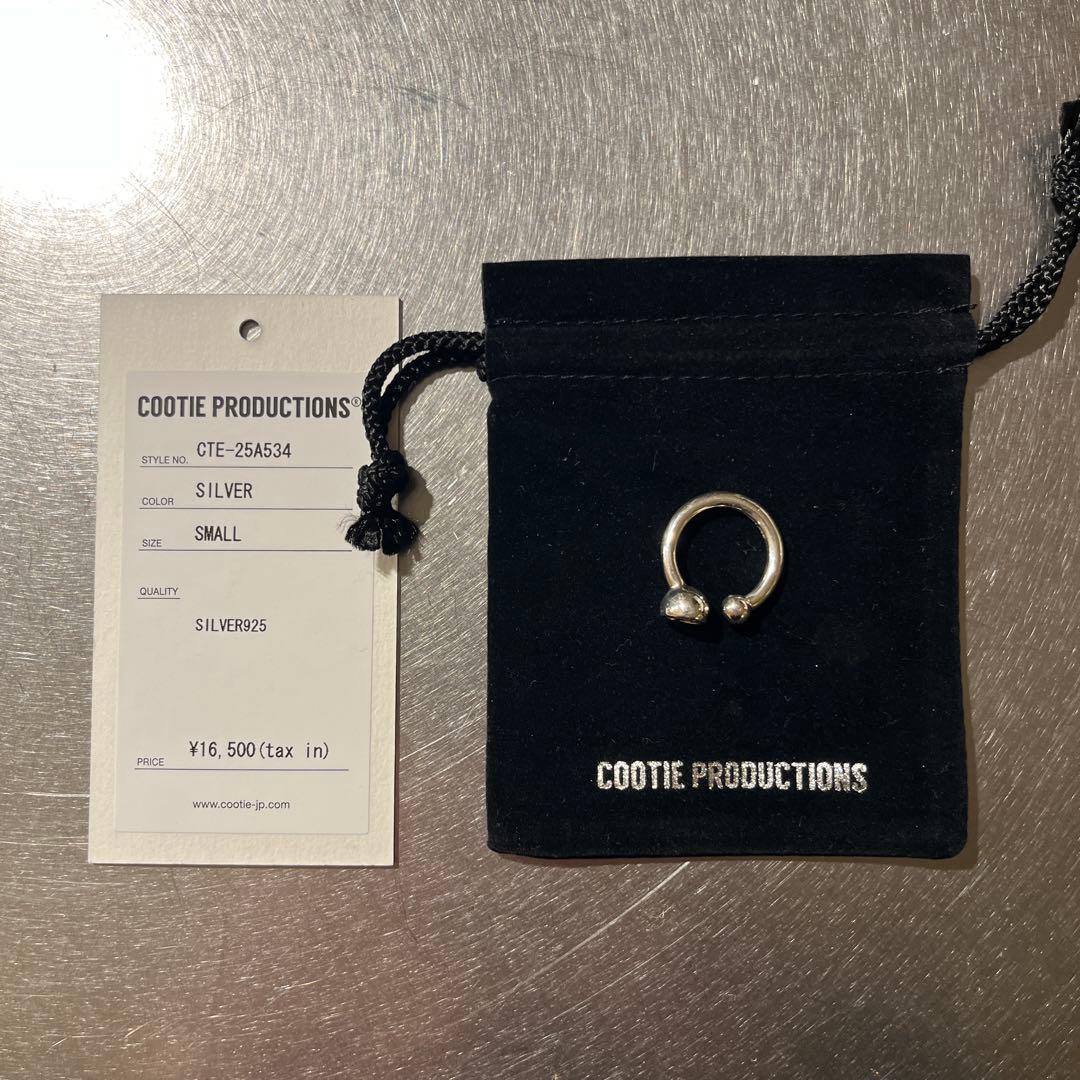 COOTIE PRODUCTIONS®
STYLE NO. CTE-25A534
COLOR SILVER
SIZE SMALL
QUALITY
SILVER925
PRICE ¥16,500(tax in)
www.cootie-jp.com
COOTIE PRODUCTIONS